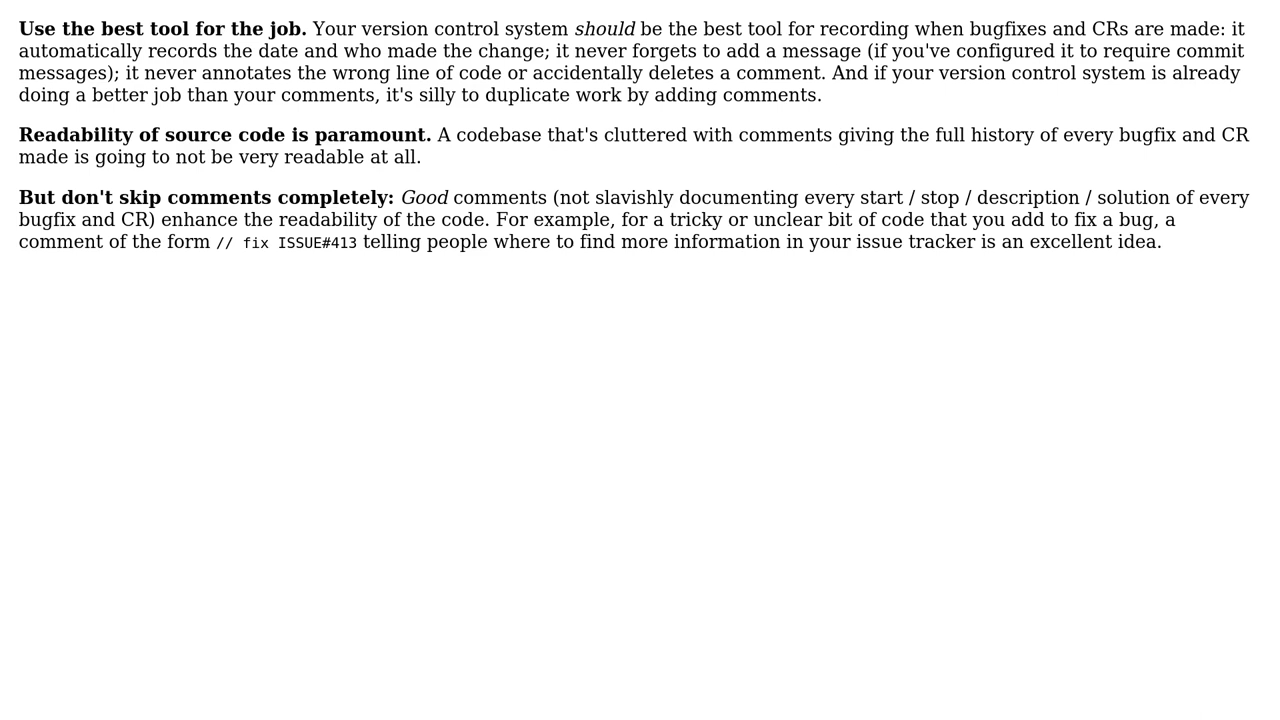 Use the best tool for the job. Your version control system should be the best tool for recording when bugfixes and CRs are made: it
automatically records the date and who made the change; it never forgets to add a message (if you've configured it to require commit
messages); it never annotates the wrong line of code or accidentally deletes a comment. And if your version control system is already
doing a better job than your comments, it's silly to duplicate work by adding comments.
Readability of source code is paramount. A codebase that's cluttered with comments giving the full history of every bugfix and CR
made is going to not be very readable at all.
But don't skip comments completely: Good comments (not slavishly documenting every start / stop / description / solution of every
bugfix and CR) enhance the readability of the code. For example, for a tricky or unclear bit of code that you add to fix a bug, a
comment of the form // fix ISSUE#413 telling people where to find more information in your issue tracker is an excellent idea.